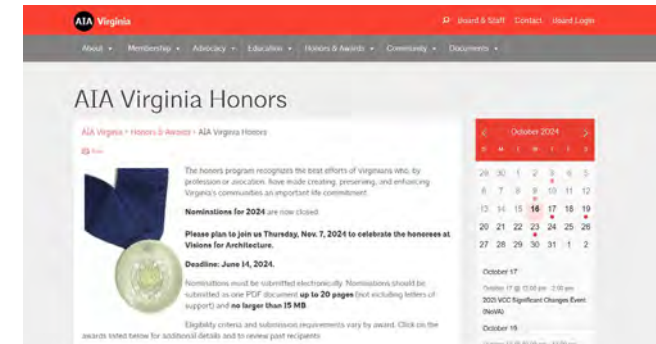 AIA Virginia
Board & Staff Contact Board Login
About Membership Advocacy Education Honors & Awards Community Documents
AIA Virginia Honors
AIA Virginia > Honors & Awards > AIA Virginia Honors
The honors program recognizes the best efforts of Virginians who, by
profession or avocation, have made creating, preserving, and enhancing
Virginia's communities an important life commitment.
Nominations for 2024 are now closed.
Please plan to join us Thursday, Nov. 7, 2024 to celebrate the honorees at
Visions for Architecture.
Deadline: June 14, 2024.
Nominations must be submitted electronically. Nominations should be
submitted as one PDF document up to 20 pages (not including letters of
support) and no larger than 15 MB.
Eligibility criteria and submission requirements vary by award. Click on the
awards listed below for additional details and to review past recipients.
October 2024
S M T W T F S
29 30 1 2 3 4 5
6 7 8 9 10 11 12
13 14 15 16 17 18 19
20 21 22 23 24 25 26
27 28 29 30 31 1 2
October 17
October 17 @ 12:00 pm - 2:00 pm
2021 VCC Significant Changes Event
(NoVA)